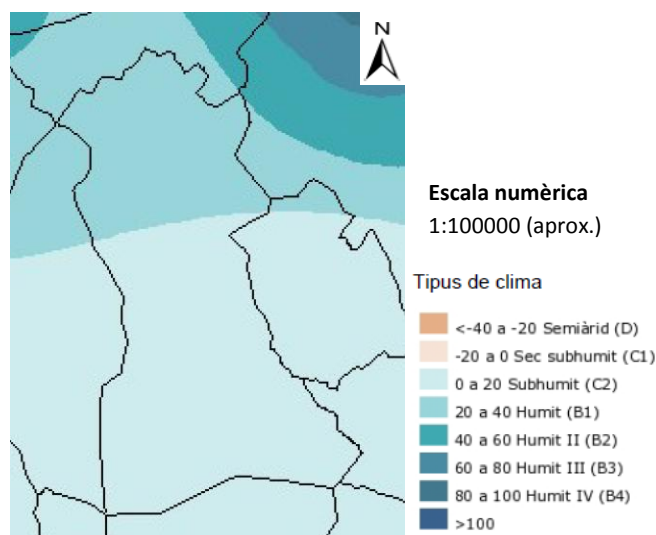 N
Escala numèrica
1:100000 (aprox.)
Tipus de clima
<-40 a -20 Semiàrid (D)
-20 a 0 Sec subhumit (C1)
0 a 20 Subhumit (C2)
20 a 40 Humit (B1)
40 a 60 Humit II (B2)
60 a 80 Humit III (B3)
80 a 100 Humit IV (B4)
>100